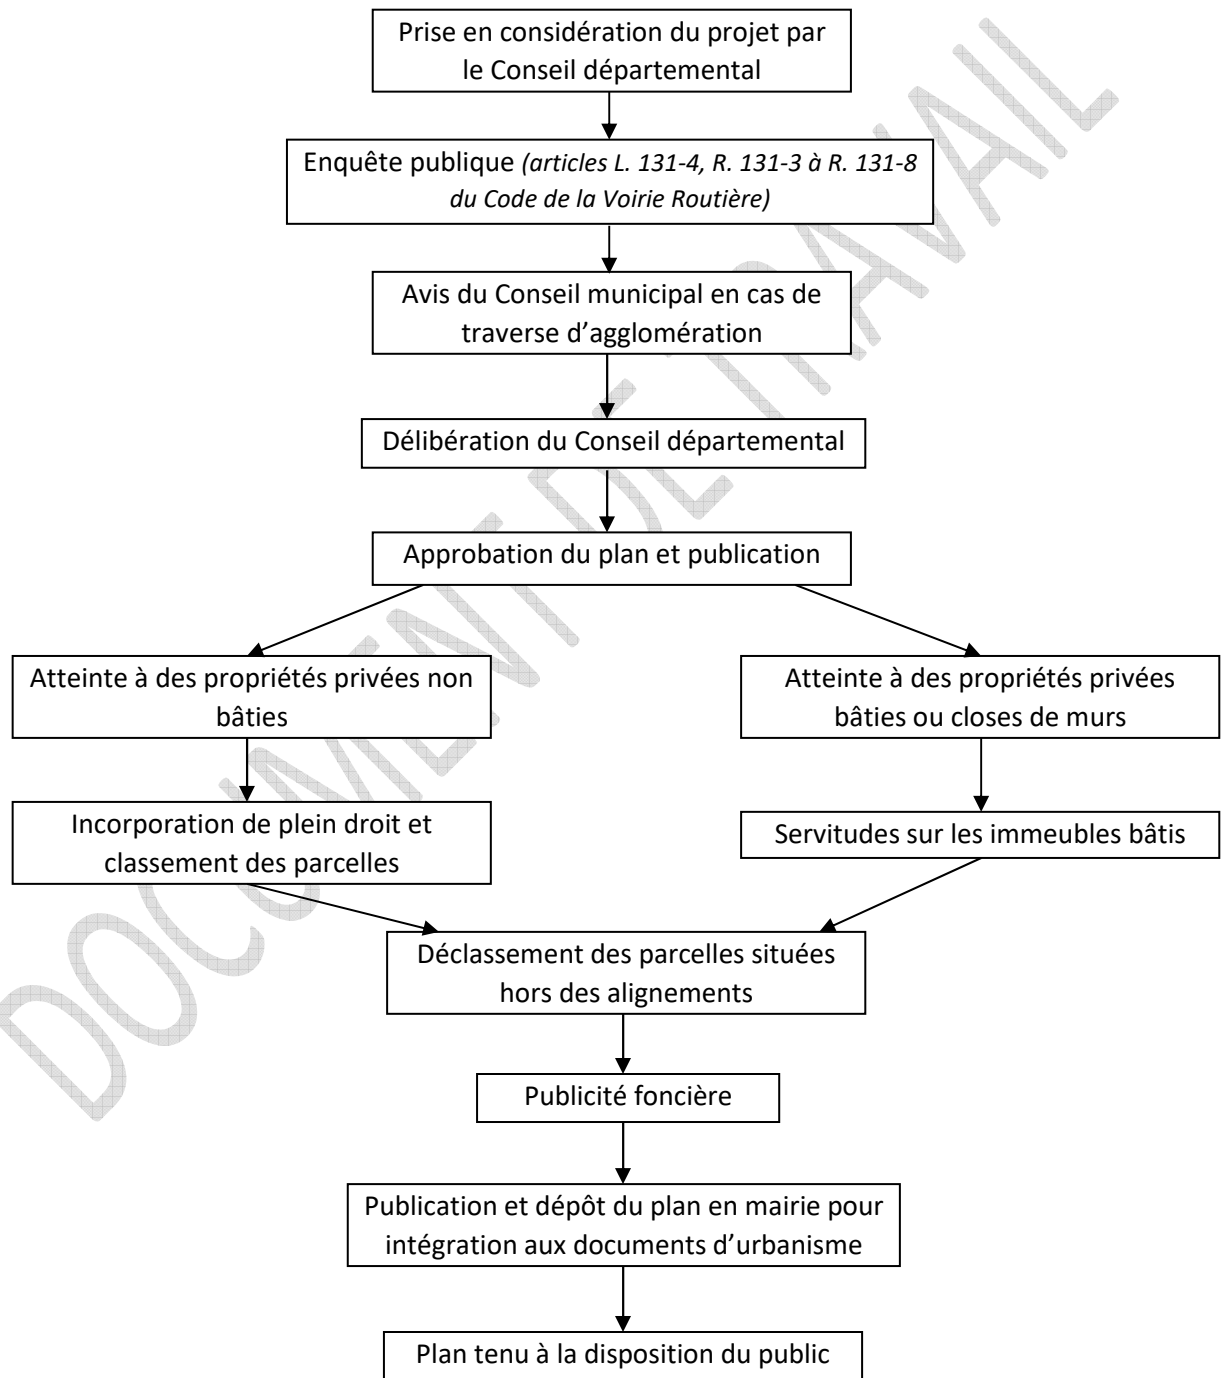 Prise en considération du projet par
le Conseil départemental
Enquête publique (articles L. 131-4, R. 131-3 à R. 131-8
du Code de la Voirie Routière)
Avis du Conseil municipal en cas de
traverse d’agglomération
Délibération du Conseil départemental
Approbation du plan et publication
Atteinte à des propriétés privées non
bâties
Atteinte à des propriétés privées
bâties ou closes de murs
Incorporation de plein droit et
classement des parcelles
Servitudes sur les immeubles bâtis
Déclassement des parcelles situées
hors des alignements
Publicité foncière
Publication et dépôt du plan en mairie pour
intégration aux documents d’urbanisme
Plan tenu à la disposition du public
DOCUMENT DE TRAVAIL